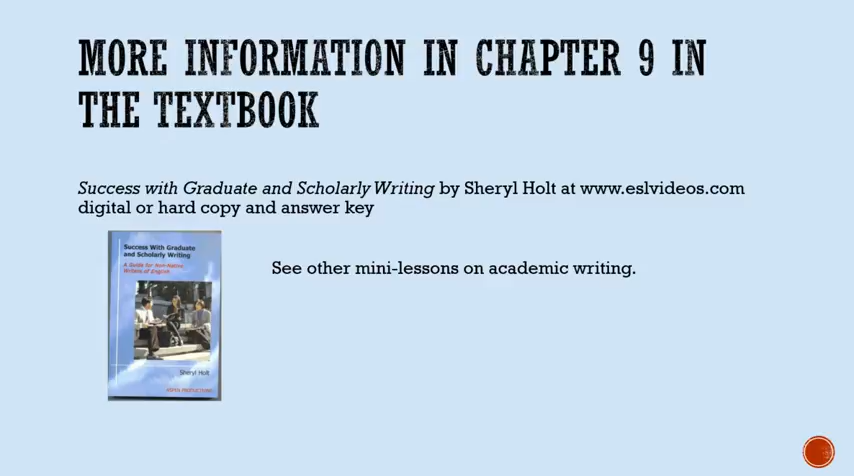 MORE INFORMATION IN CHAPTER 9 IN
THE TEXTBOOK
Success with Graduate and Scholarly Writing by Sheryl Holt at www.eslvideos.com
digital or hard copy and answer key
See other mini-lessons on academic writing.
Success With Graduate
and Scholarly Writing
A Guide for Non-Native
Writers of English
Sheryl Holt
ASPEN PRODUCTIONS